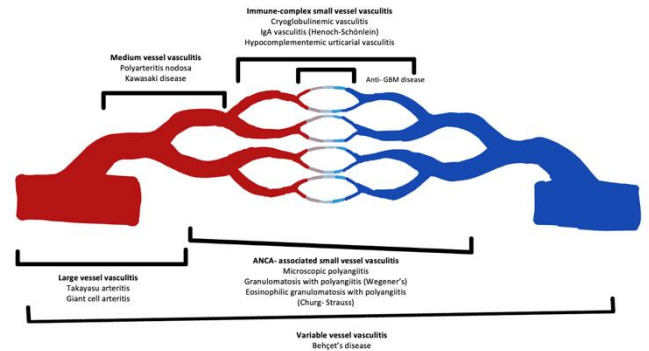 Immune-complex small vessel vasculitis
Cryoglobulinemic vasculitis
IgA vasculitis (Henoch-Schönlein)
Hypocomplementemic urticarial vasculitis
Medium vessel vasculitis
Polyarteritis nodosa
Kawasaki disease
Anti- GBM disease
ANCA- associated small vessel vasculitis
Microscopic polyangiitis
Granulomatosis with polyangiitis (Wegener's)
Eosinophilic granulomatosis with polyangiitis
(Churg- Strauss)
Large vessel vasculitis
Takayasu arteritis
Giant cell arteritis
Variable vessel vasculitis
Behçet's disease